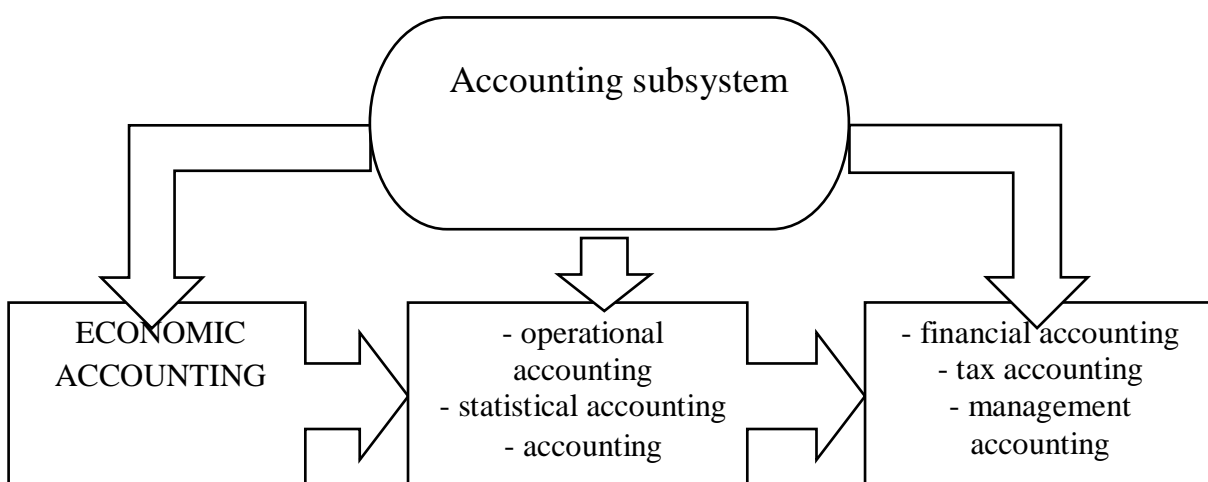 Accounting subsystem
ECONOMIC
ACCOUNTING
- operational
accounting
- statistical accounting
- accounting
- financial accounting
- tax accounting
- management
accounting